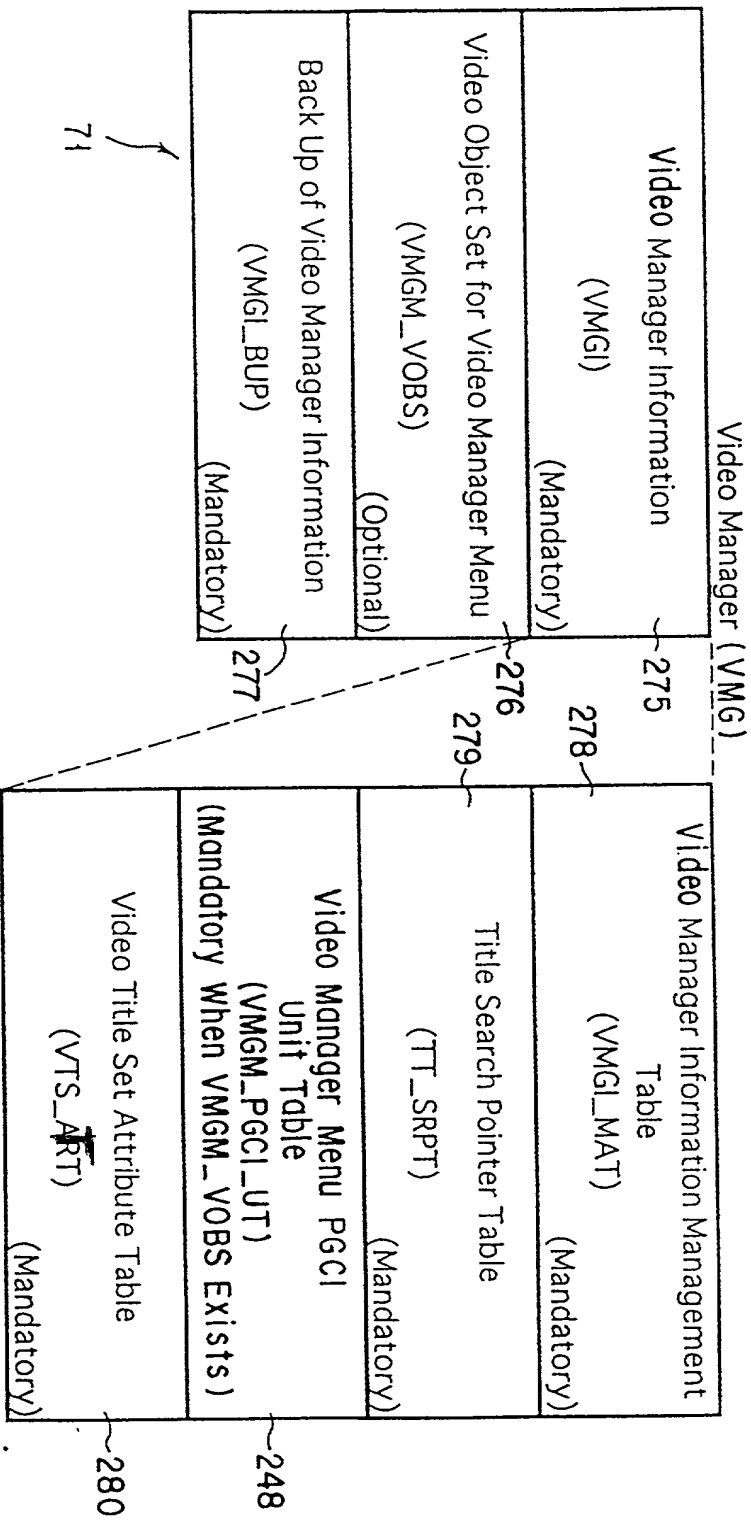 Video Manager (VMG)
Video Manager Information
(VMGI)
(Mandatory)
275
Video Object Set for Video Manager Menu
(VMGM_VOBS)
(Optional)
276
Back Up of Video Manager Information
(VMGI_BUP)
(Mandatory)
277
71
278
Video Manager Information Management
Table
(VMGI_MAT)
(Mandatory)
279
Title Search Pointer Table
(TT_SRPT)
(Mandatory)
Video Manager Menu PGCI
Unit Table
(VMGM_PGCI_UT)
(Mandatory When VMGM_VOBS Exists)
248
Video Title Set Attribute Table
(VTS_ART)
(Mandatory)
280